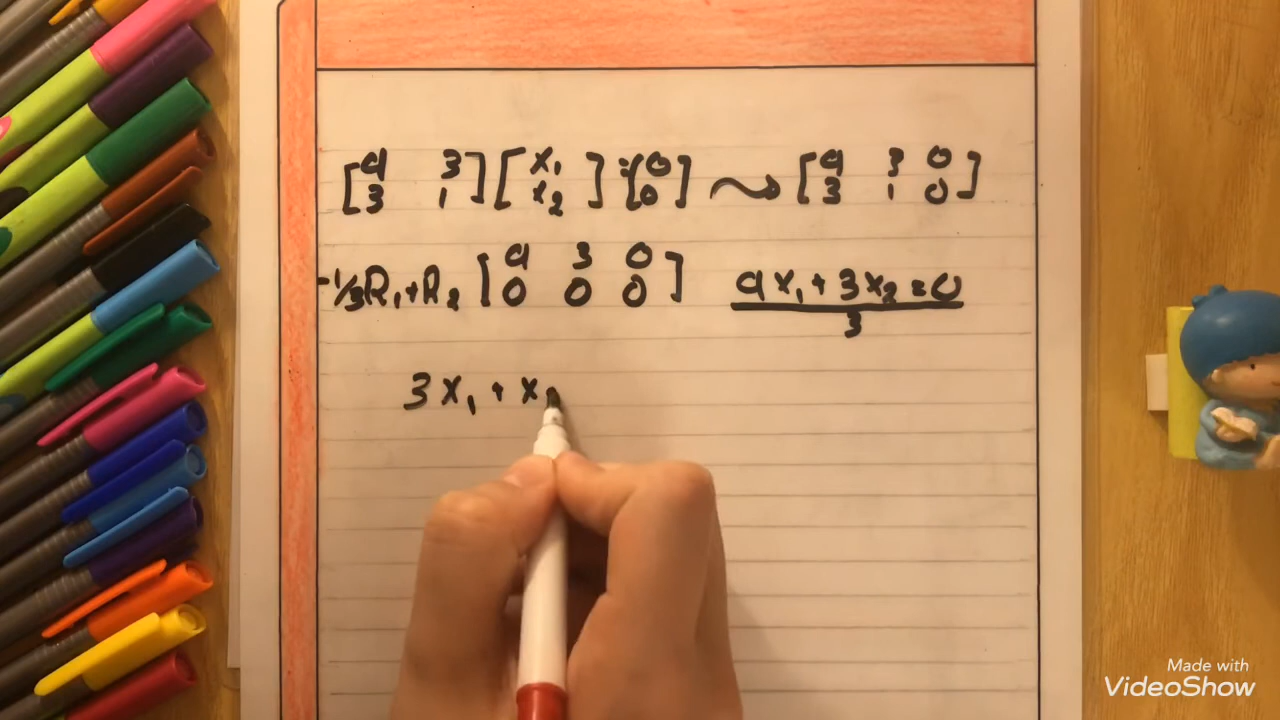 [9 3] [x₁] = [0] ~→ [9 3 0]
[3 1] [x₂] [0] [3 1 0]
-1/3R₁+R₂ [9 3 0] 9x₁+3x₂=0
[0 0 0] 3
3x₁+x
Made with
VideoShow